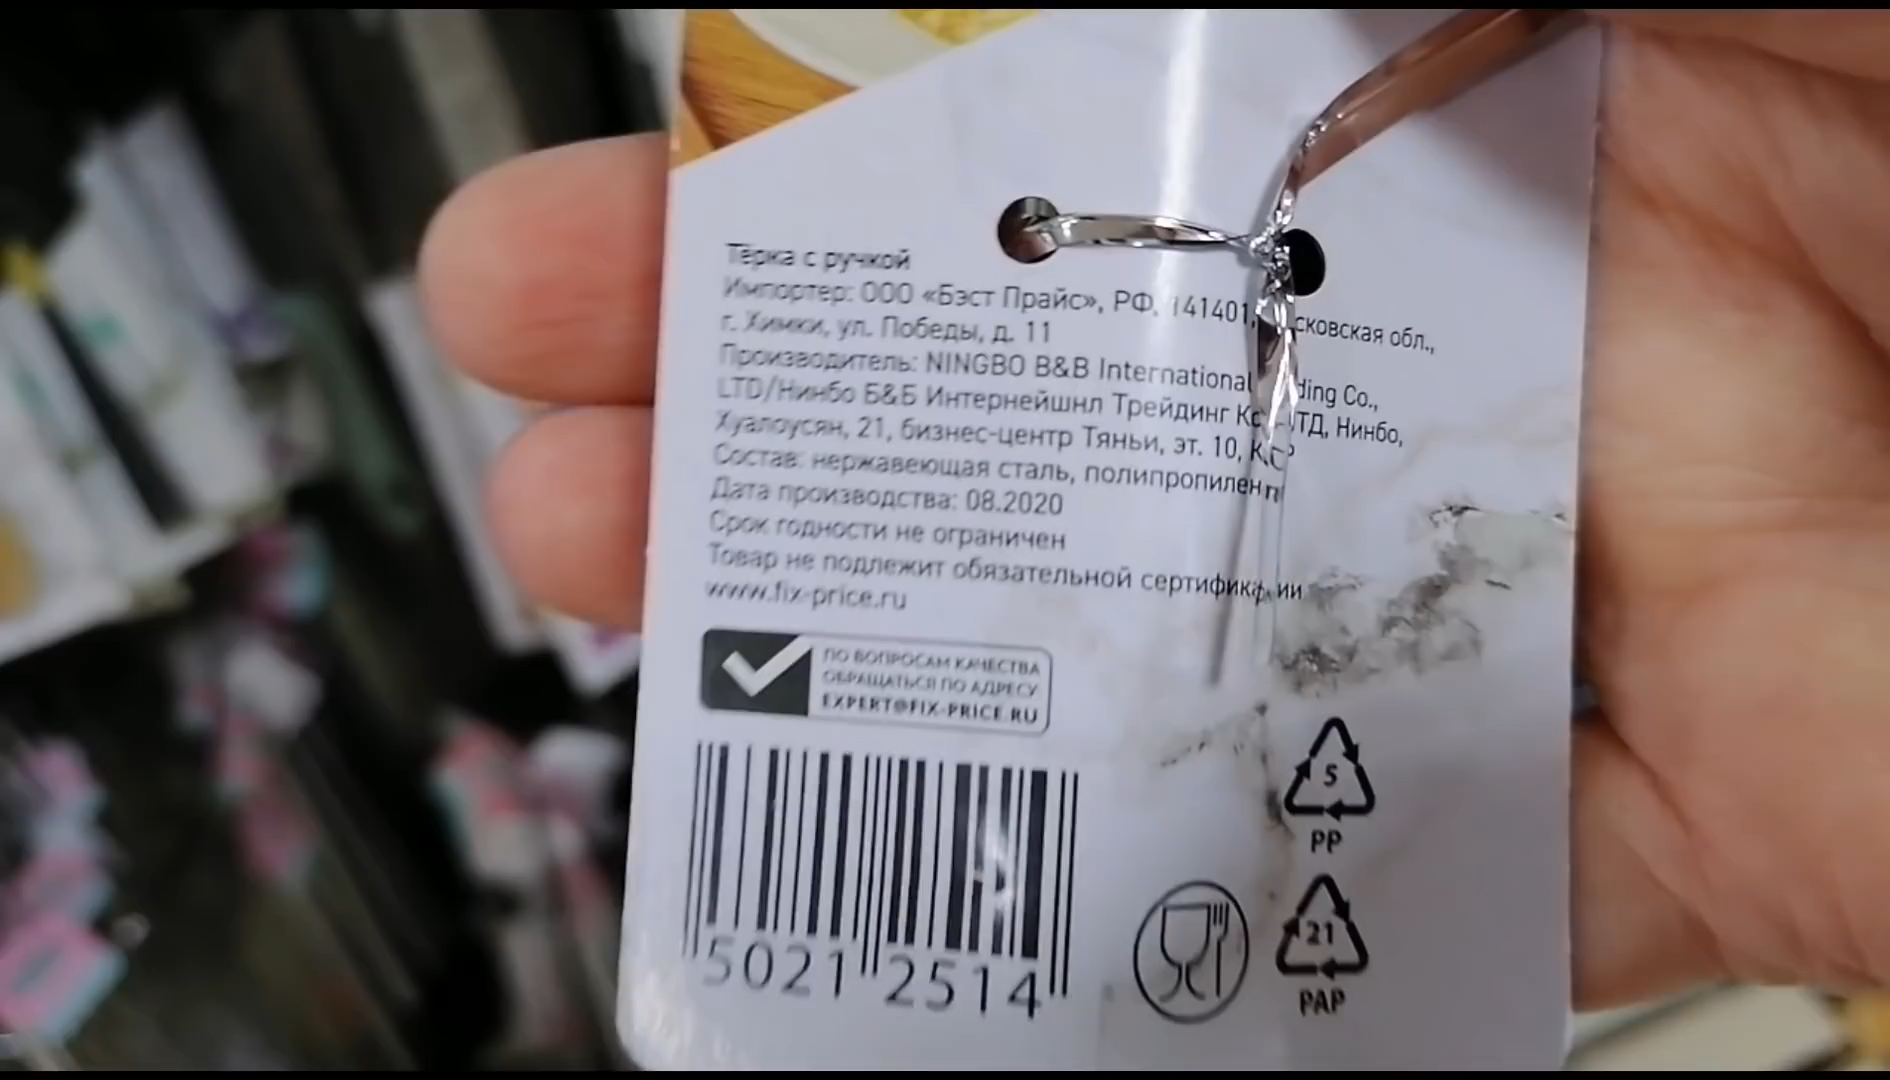 Тёрка с ручкой
Импортер: ООО «Бэст Прайс», РФ, 141401, сковская обл.,
г. Химки, ул. Победы, д. 11
Производитель: NINGBO B&B International ding Co.,
LTD/Нинбо Б&Б Интернейшнл Трейдинг Ко ЛТД, Нинбо,
Хуалоусян, 21, бизнес-центр Тяньи, эт. 10,
Состав: нержавеющая сталь, полипропилен
Дата производства: 08.2020
Срок годности не ограничен
Товар не подлежит обязательной сертификации
www.fix-price.ru
ПО ВОПРОСАМ КАЧЕСТВА
ОБРАЩАТЬСЯ ПО АДРЕСУ
EXPERT@FIX-PRICE.RU
5021 2514
5
PP
21
PAP